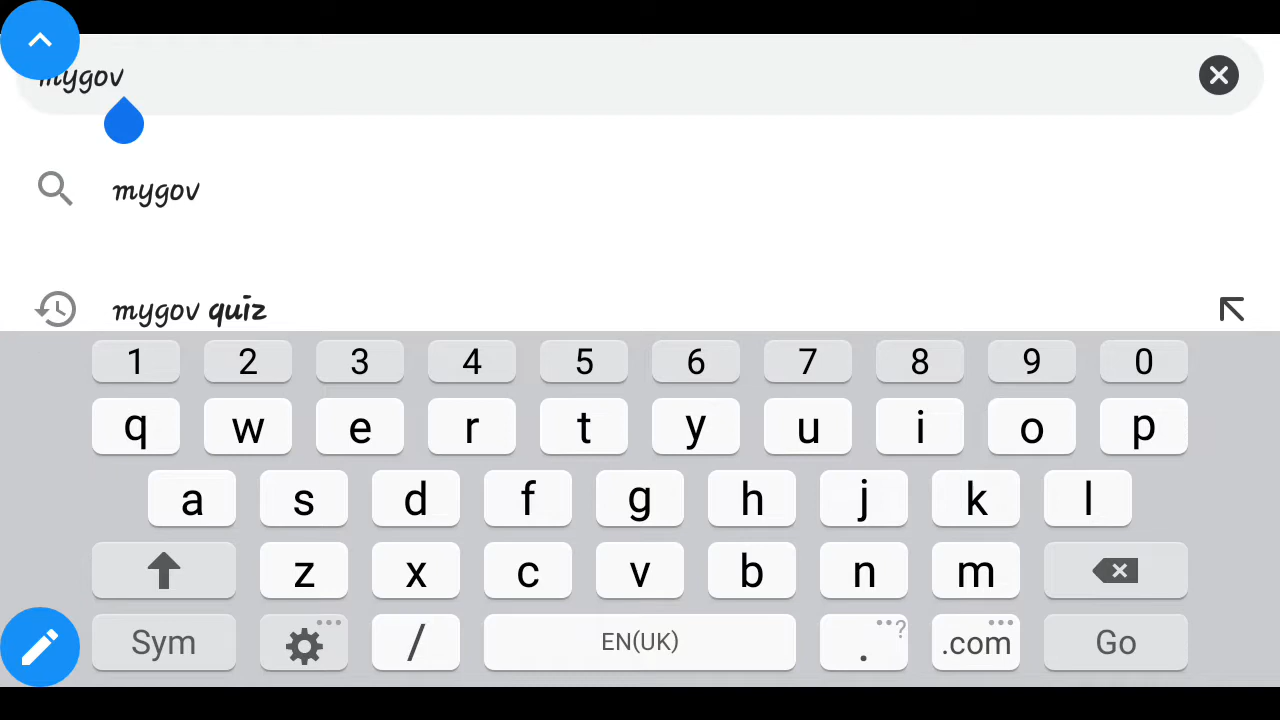 mygov
mygov
mygov quiz
1 2 3 4 5 6 7 8 9 0
q w e r t y u i o p
a s d f g h j k l
z x c v b n m
Sym / EN(UK) . ? .com Go